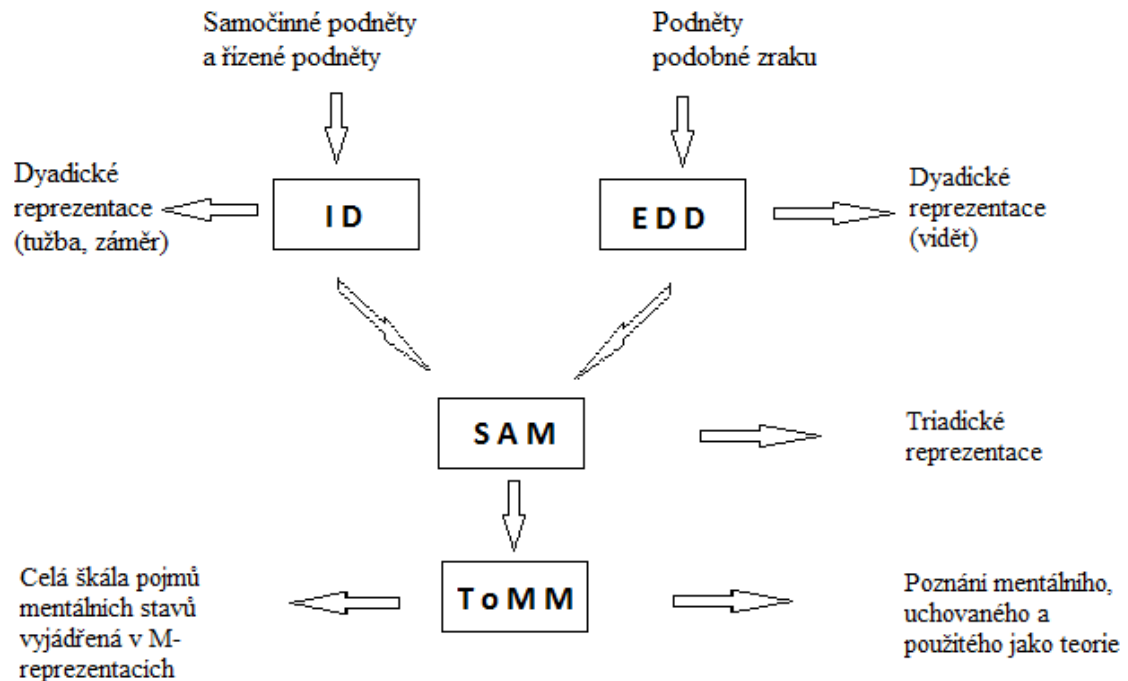 Samočinné podněty
a řízené podněty
Podněty
podobné zraku
Dyadické
reprezentace
(tužba, záměr)
I D
E D D
Dyadické
reprezentace
(vidět)
S A M
Triadické
reprezentace
Celá škála pojmů
mentálních stavů
vyjádřená v M-
reprezentacích
T o M M
Poznání mentálního,
uchovaného a
použitého jako teorie